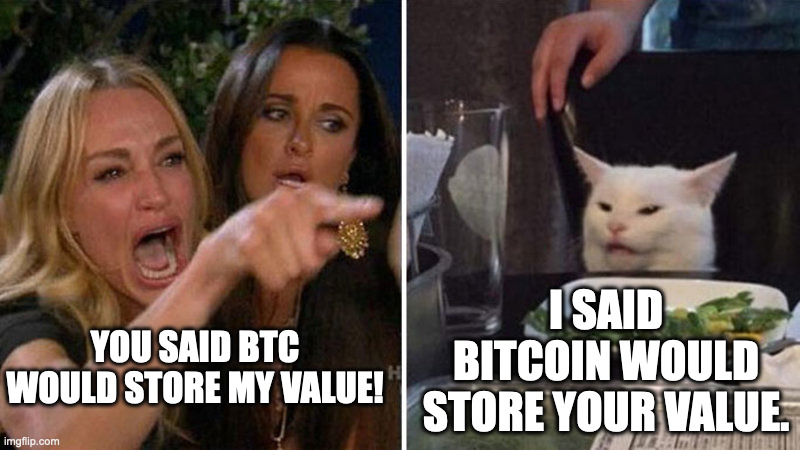 YOU SAID BTC
WOULD STORE MY VALUE!
I SAID
BITCOIN WOULD
STORE YOUR VALUE.
imgflip.com